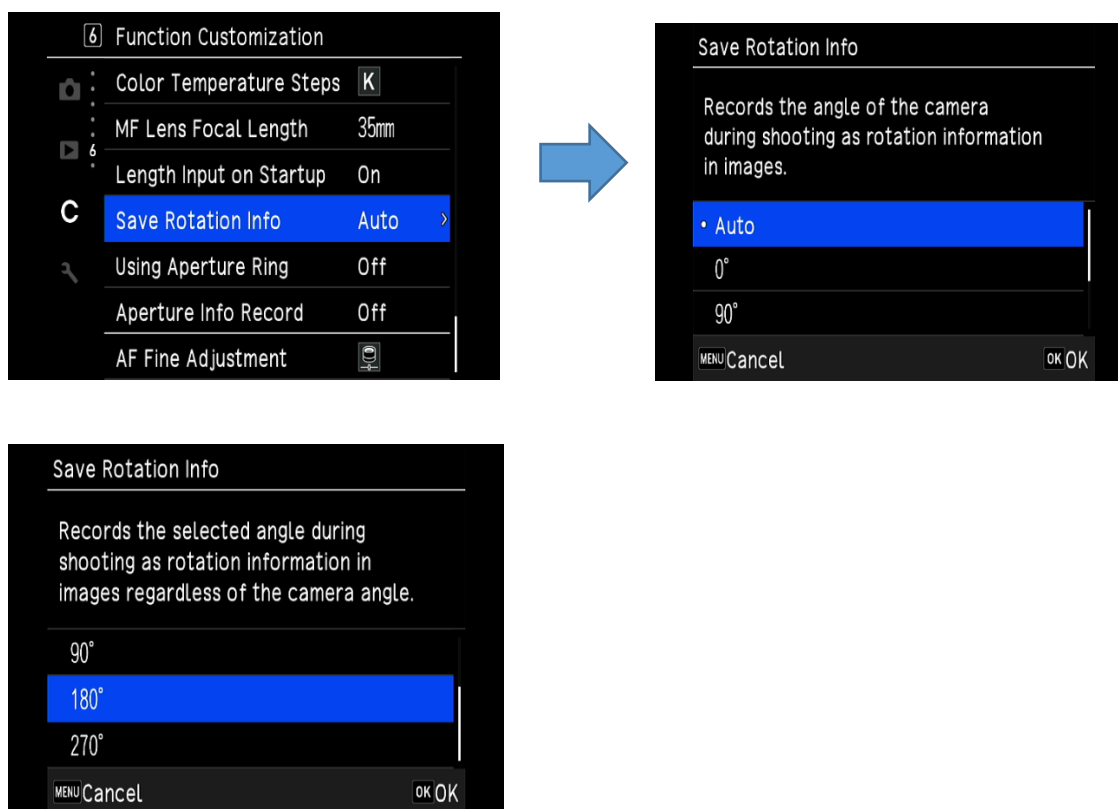 6 Function Customization
Color Temperature Steps K
MF Lens Focal Length 35mm
6
Length Input on Startup On
C Save Rotation Info Auto >
Using Aperture Ring Off
Aperture Info Record Off
AF Fine Adjustment
Save Rotation Info
Records the angle of the camera
during shooting as rotation information
in images.
• Auto
0°
90°
MENU Cancel OK OK
Save Rotation Info
Records the selected angle during
shooting as rotation information in
images regardless of the camera angle.
90°
180°
270°
MENU Cancel OK OK